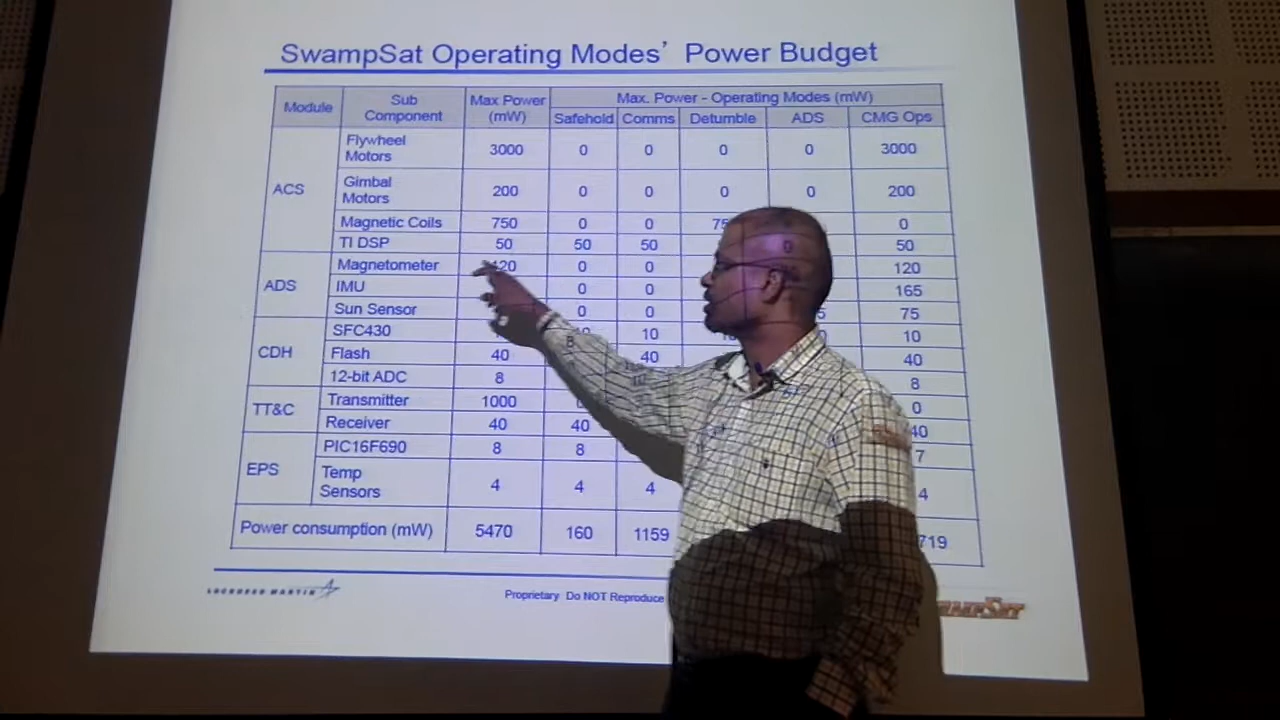 SwampSat Operating Modes’ Power Budget
Module Sub Component Max Power (mW) Max. Power - Operating Modes (mW)
Safehold Comms Detumble ADS CMG Ops
ACS Flywheel Motors 3000 0 0 0 0 3000
Gimbal Motors 200 0 0 0 0 200
Magnetic Coils 750 0 0 0
TI DSP 50 50 50 0 50
ADS Magnetometer 0 0 120
IMU 0 0 165
Sun Sensor 0 0 75
CDH SFC430 10 10
Flash 40 40 40
12-bit ADC 8 8
TT&C Transmitter 1000 0
Receiver 40 40 40
EPS PIC16F690 8 8 7
Temp Sensors 4 4 4 4
Power consumption (mW) 5470 160 1159
LOCKHEED MARTIN Proprietary Do NOT Reproduce